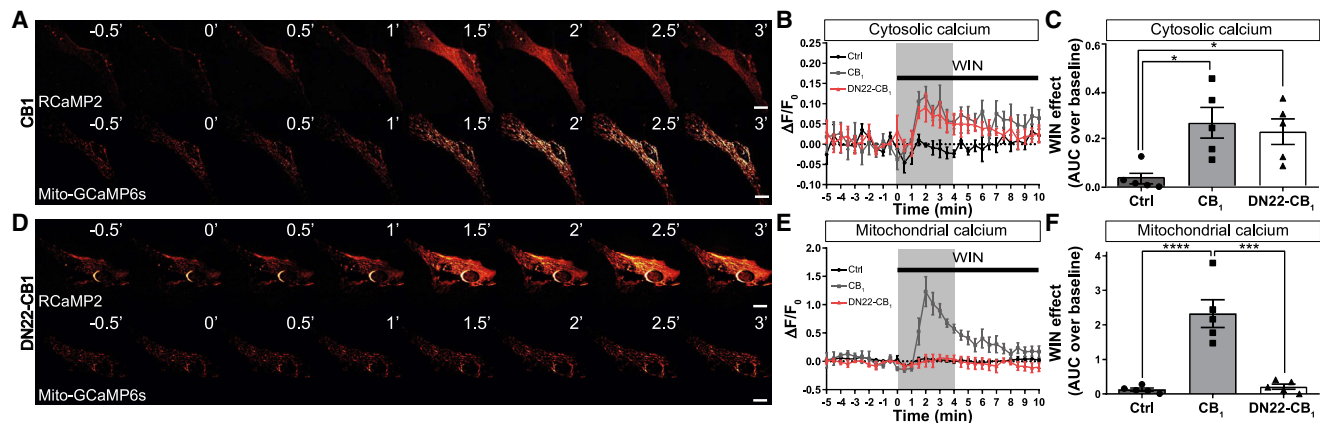 A
CB1
-0.5’ 0’ 0.5’ 1’ 1.5’ 2’ 2.5’ 3’
RCaMP2
-0.5’ 0’ 0.5’ 1’ 1.5’ 2’ 2.5’ 3’
Mito-GCaMP6s
B
Cytosolic calcium
Ctrl
CB₁
DN22-CB₁
WIN
ΔF/F₀
0.25
0.20
0.15
0.10
0.05
0.00
0.05
0.10
-5 -4 -3 -2 -1 0 1 2 3 4 5 6 7 8 9 10
Time (min)
C
Cytosolic calcium
WIN effect
(AUC over baseline)
0.6
0.4
0.2
0.0
*
*
Ctrl CB₁ DN22-CB₁
D
DN22-CB1
-0.5’ 0’ 0.5’ 1’ 1.5’ 2’ 2.5’ 3’
RCaMP2
-0.5’ 0’ 0.5’ 1’ 1.5’ 2’ 2.5’ 3’
Mito-GCaMP6s
E
Mitochondrial calcium
Ctrl
CB₁
DN22-CB₁
WIN
ΔF/F₀
2.0
1.5
1.0
0.5
0.0
-0.5
-5 -4 -3 -2 -1 0 1 2 3 4 5 6 7 8 9 10
Time (min)
F
Mitochondrial calcium
WIN effect
(AUC over baseline)
4
3
2
1
0
**** ***
Ctrl CB₁ DN22-CB₁